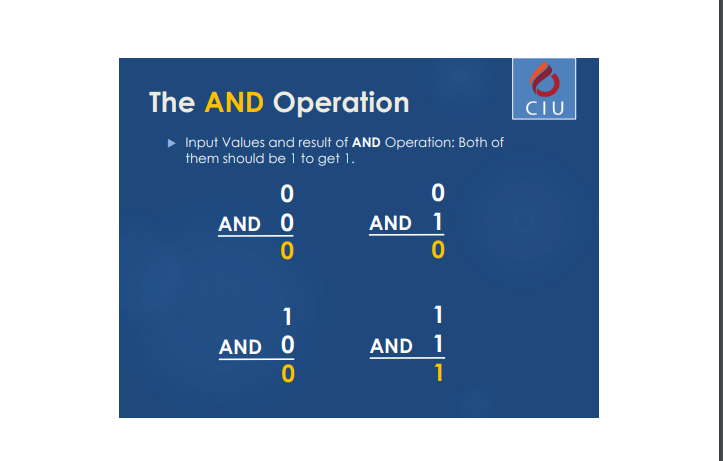 The AND Operation
CIU
Input Values and result of AND Operation: Both of
them should be 1 to get 1.
0 0
AND 0 AND 1
0 0
1 1
AND 0 AND 1
0 1